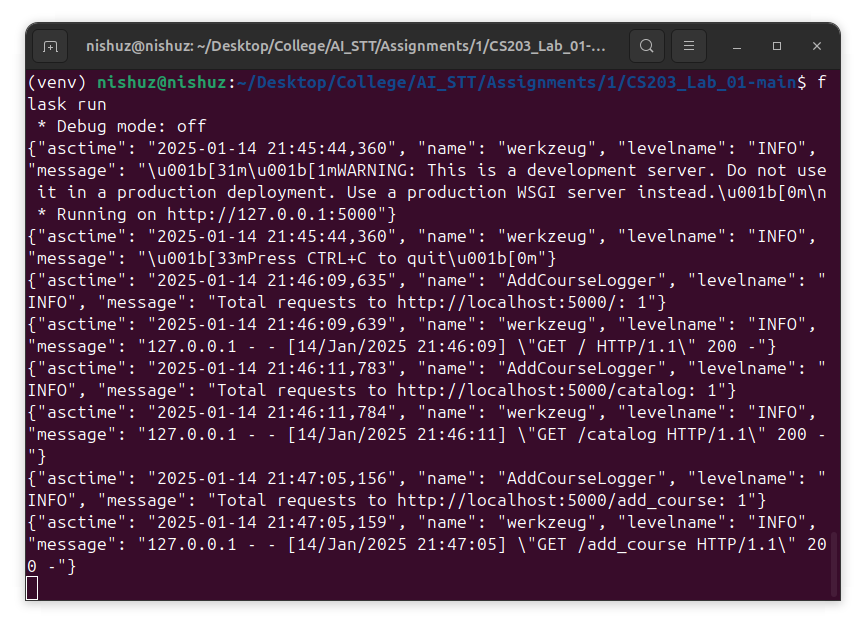 nishuz@nishuz: ~/Desktop/College/AI_STT/Assignments/1/CS203_Lab_01-...
(venv) nishuz@nishuz:~/Desktop/College/AI_STT/Assignments/1/CS203_Lab_01-main$ f
lask run
 * Debug mode: off
{"asctime": "2025-01-14 21:45:44,360", "name": "werkzeug", "levelname": "INFO",
"message": "\u001b[31m\u001b[1mWARNING: This is a development server. Do not use
 it in a production deployment. Use a production WSGI server instead.\u001b[0m\n
 * Running on http://127.0.0.1:5000"}
{"asctime": "2025-01-14 21:45:44,360", "name": "werkzeug", "levelname": "INFO",
"message": "\u001b[33mPress CTRL+C to quit\u001b[0m"}
{"asctime": "2025-01-14 21:46:09,635", "name": "AddCourseLogger", "levelname": "
INFO", "message": "Total requests to http://localhost:5000/: 1"}
{"asctime": "2025-01-14 21:46:09,639", "name": "werkzeug", "levelname": "INFO",
"message": "127.0.0.1 - - [14/Jan/2025 21:46:09] \"GET / HTTP/1.1\" 200 -"}
{"asctime": "2025-01-14 21:46:11,783", "name": "AddCourseLogger", "levelname": "
INFO", "message": "Total requests to http://localhost:5000/catalog: 1"}
{"asctime": "2025-01-14 21:46:11,784", "name": "werkzeug", "levelname": "INFO",
"message": "127.0.0.1 - - [14/Jan/2025 21:46:11] \"GET /catalog HTTP/1.1\" 200 -
"}
{"asctime": "2025-01-14 21:47:05,156", "name": "AddCourseLogger", "levelname": "
INFO", "message": "Total requests to http://localhost:5000/add_course: 1"}
{"asctime": "2025-01-14 21:47:05,159", "name": "werkzeug", "levelname": "INFO",
"message": "127.0.0.1 - - [14/Jan/2025 21:47:05] \"GET /add_course HTTP/1.1\" 20
0 -"}